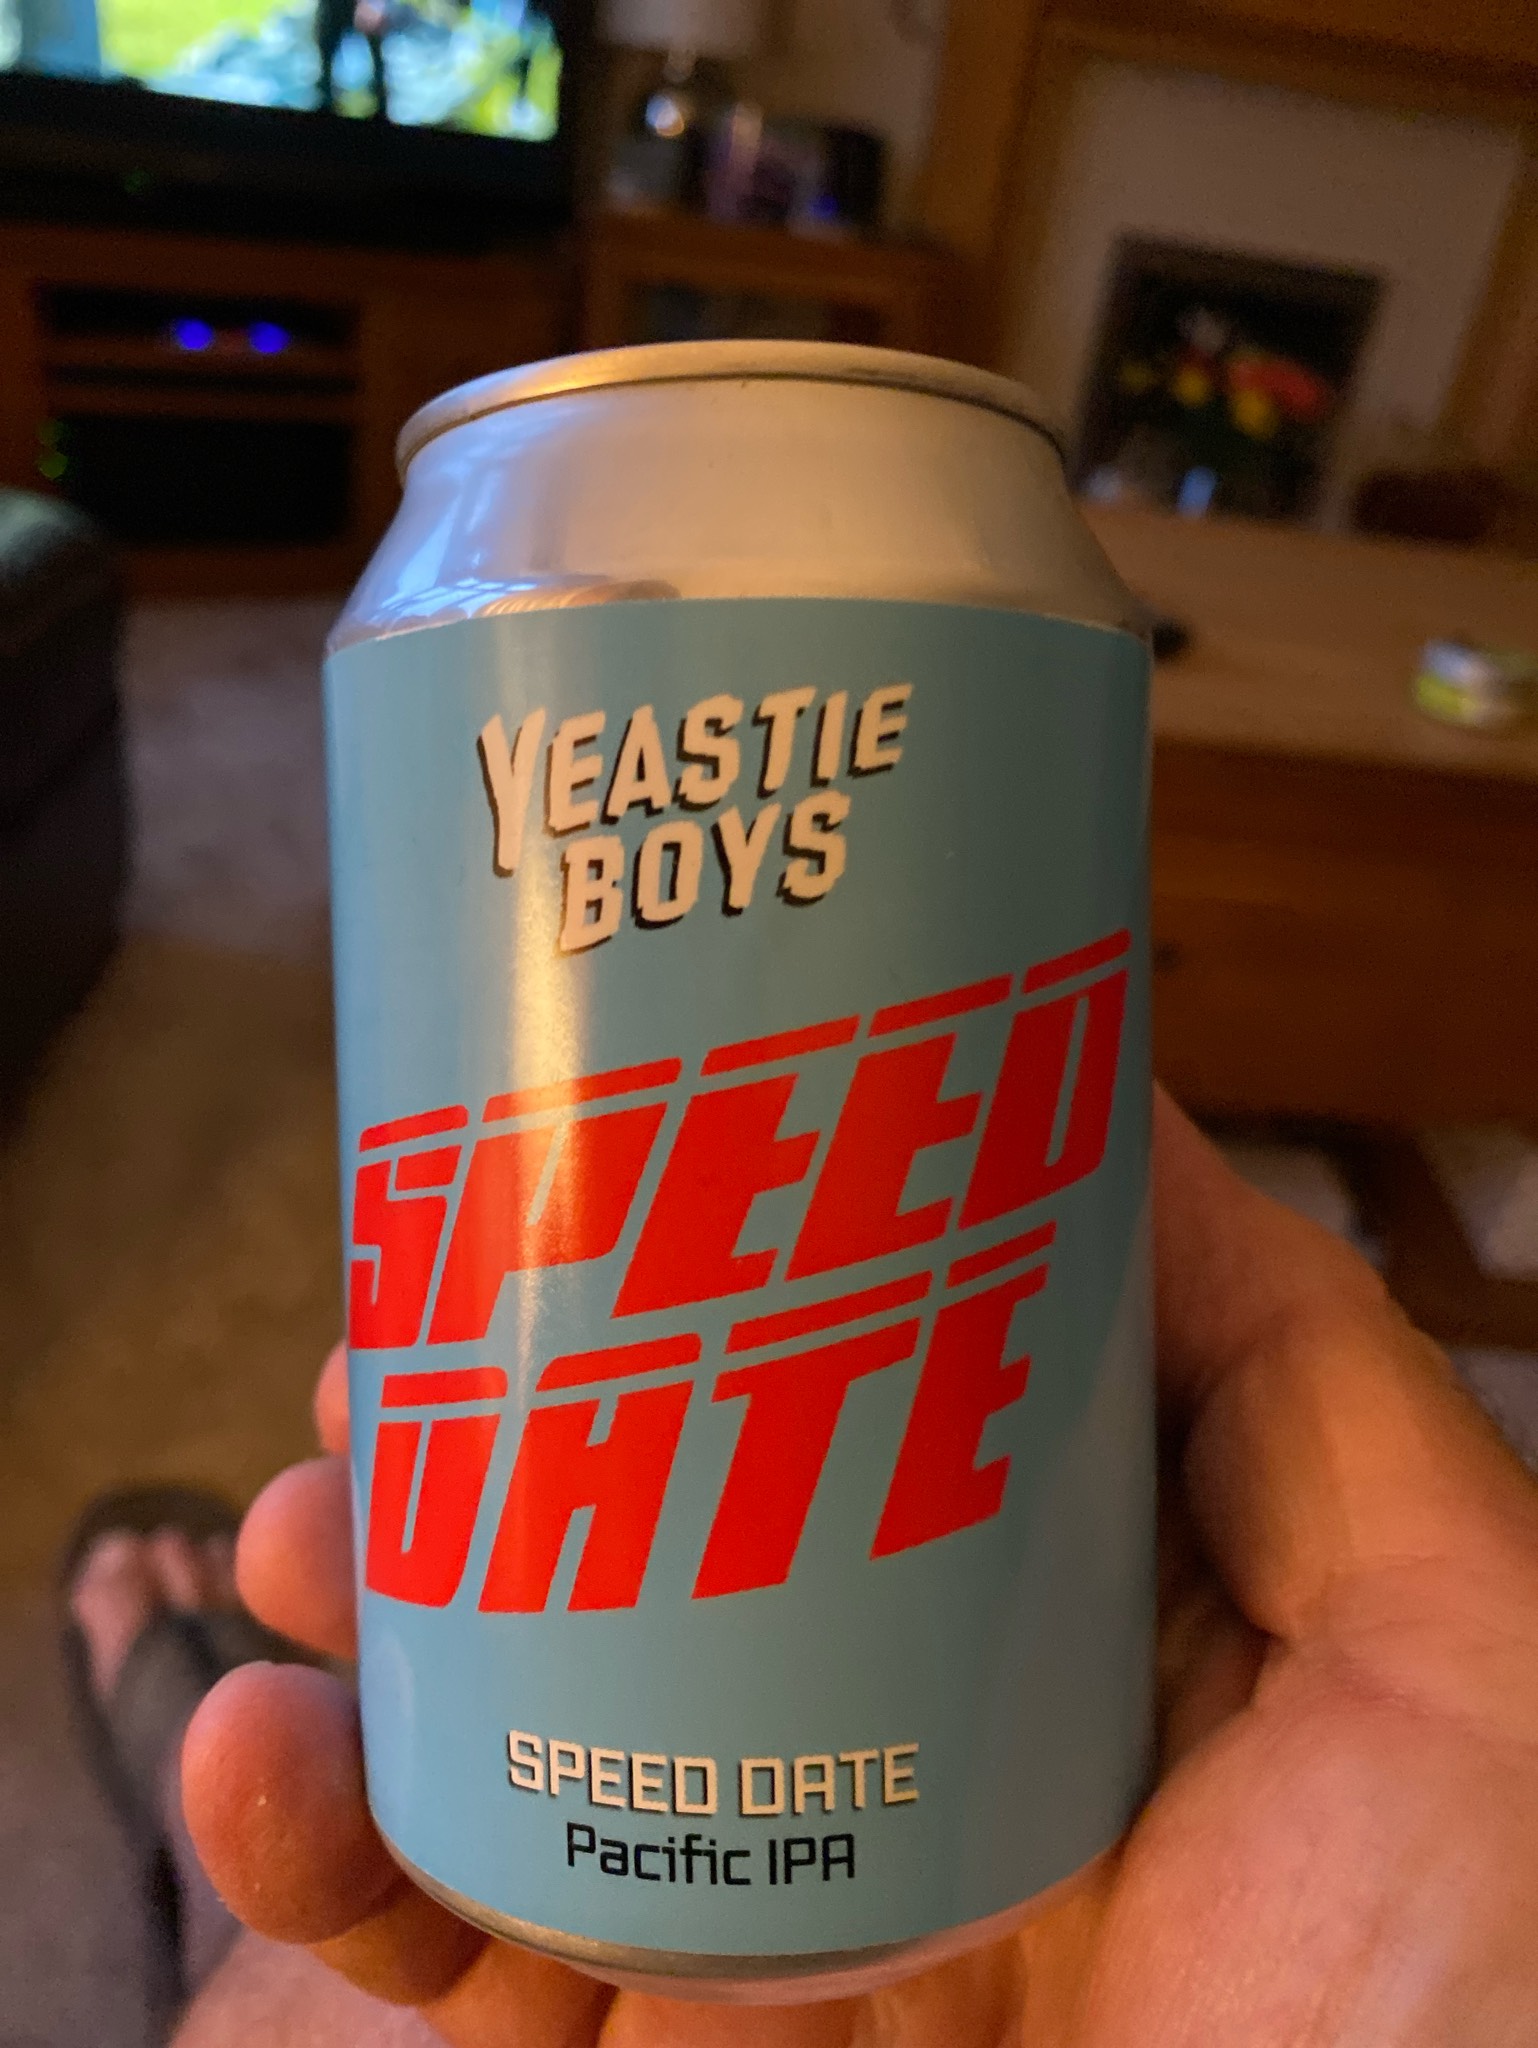 YEASTIE
BOYS
SPEED
DATE
SPEED DATE
Pacific IPA